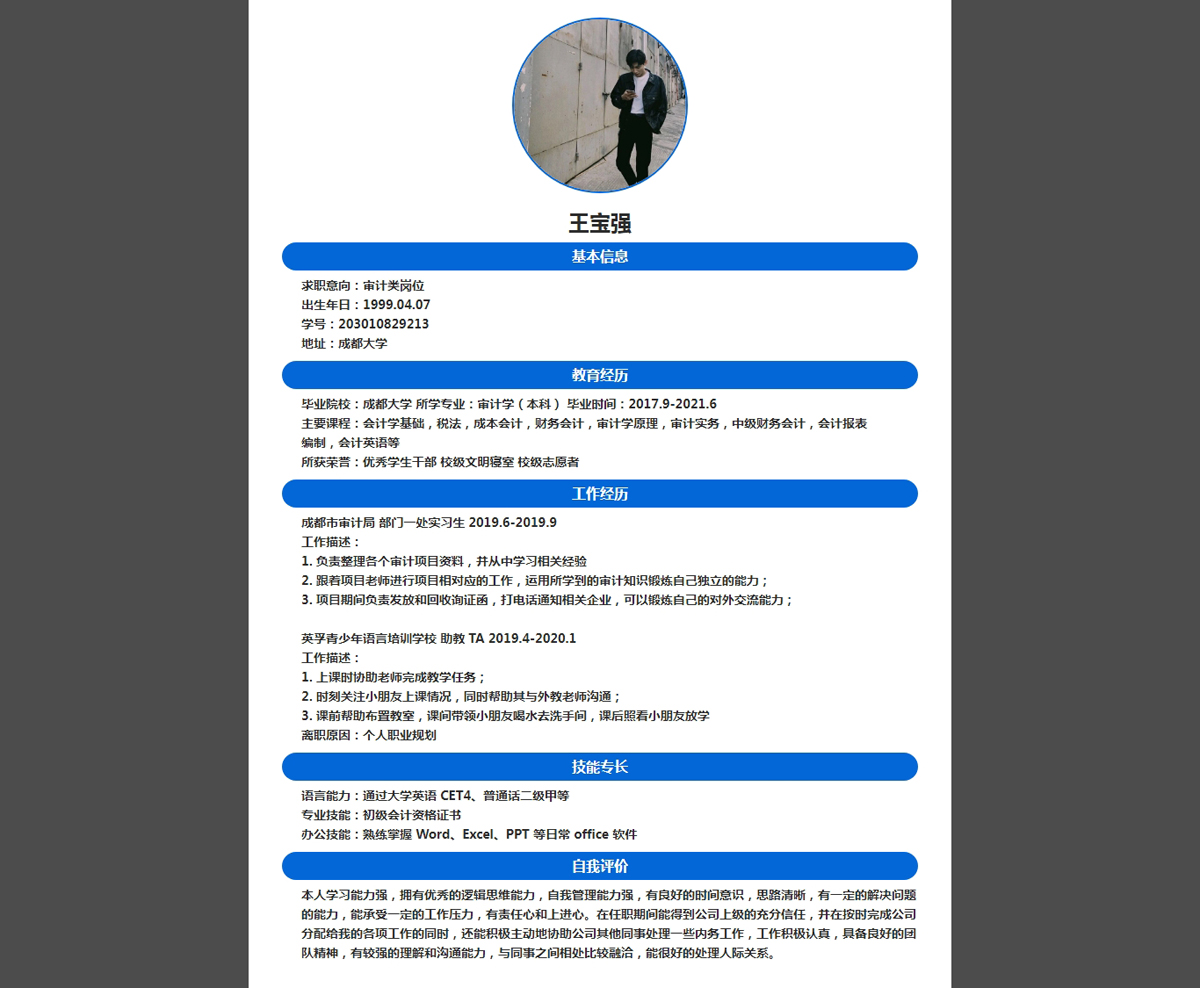 王宝强
基本信息
求职意向：审计类岗位
出生年日：1999.04.07
学号：203010829213
地址：成都大学
教育经历
毕业院校：成都大学 所学专业：审计学（本科） 毕业时间：2017.9-2021.6
主要课程：会计学基础，税法，成本会计，财务会计，审计学原理，审计实务，中级财务会计，会计报表
编制，会计英语等
所获荣誉：优秀学生干部 校级文明寝室 校级志愿者
工作经历
成都市审计局 部门一处实习生 2019.6-2019.9
工作描述：
1. 负责整理各个审计项目资料，并从中学习相关经验
2. 跟着项目老师进行项目相对应的工作，运用所学到的审计知识锻炼自己独立的能力；
3. 项目期间负责发放和回收询证函，打电话通知相关企业，可以锻炼自己的对外交流能力；
英孚青少年语言培训学校 助教 TA 2019.4-2020.1
工作描述：
1. 上课时协助老师完成教学任务；
2. 时刻关注小朋友上课情况，同时帮助其与外教老师沟通；
3. 课前帮助布置教室，课间带领小朋友喝水去洗手间，课后照看小朋友放学
离职原因：个人职业规划
技能专长
语言能力：通过大学英语 CET4、普通话二级甲等
专业技能：初级会计资格证书
办公技能：熟练掌握 Word、Excel、PPT 等日常 office 软件
自我评价
本人学习能力强，拥有优秀的逻辑思维能力，自我管理能力强，有良好的时间意识，思路清晰，有一定的解决问题
的能力，能承受一定的工作压力，有责任心和上进心。在任职期间能得到公司上级的充分信任，并在按时完成公司
分配给我的各项工作的同时，还能积极主动地协助公司其他同事处理一些内务工作，工作积极认真，具备良好的团
队精神，有较强的理解和沟通能力，与同事之间相处比较融洽，能很好的处理人际关系。